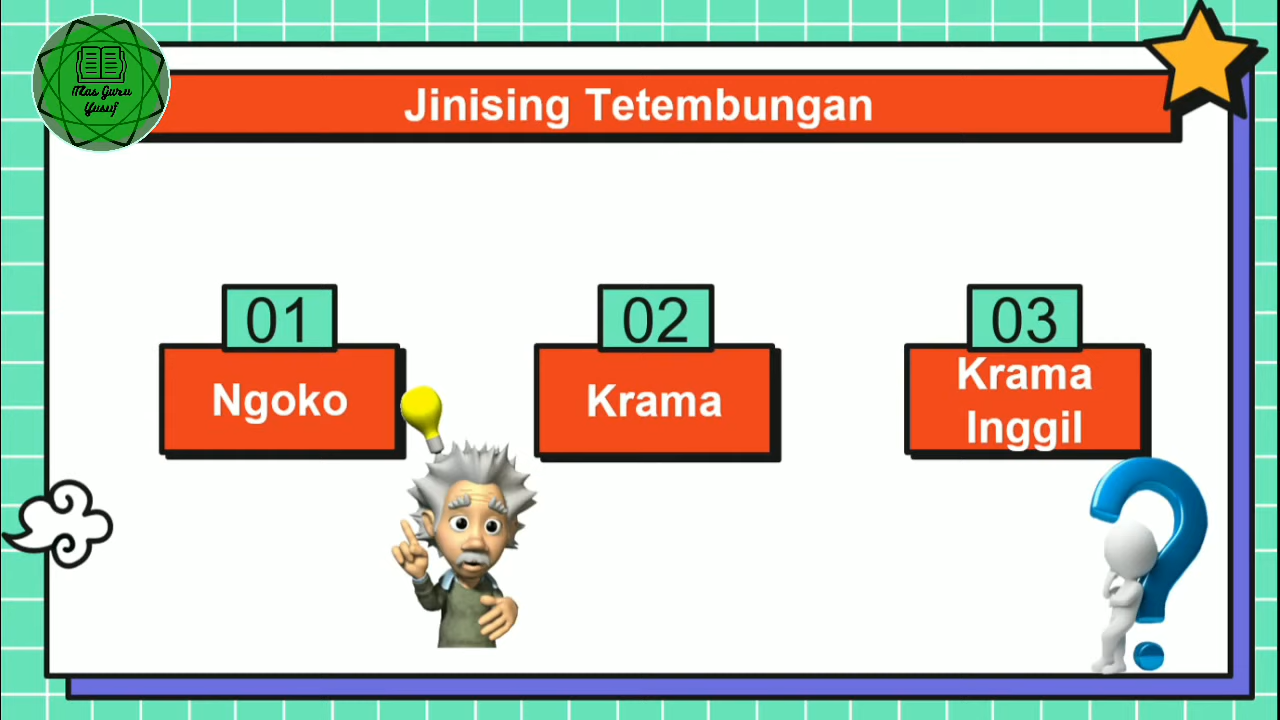 Mas Guru
Yusuf
Jinising Tetembungan
01
Ngoko
02
Krama
03
Krama
Inggil